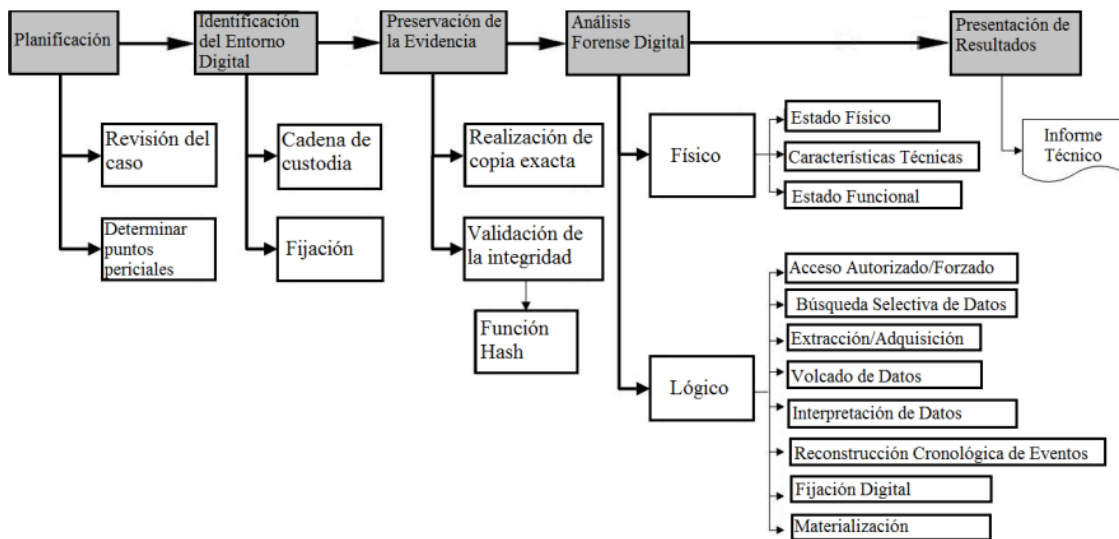 Planificación
Identificación
del Entorno
Digital
Preservación de
la Evidencia
Análisis
Forense Digital
Presentación de
Resultados
Revisión del
caso
Determinar
puntos
periciales
Cadena de
custodia
Fijación
Realización de
copia exacta
Validación de
la integridad
Función
Hash
Físico
Estado Físico
Características Técnicas
Estado Funcional
Lógico
Acceso Autorizado/Forzado
Búsqueda Selectiva de Datos
Extracción/Adquisición
Volcado de Datos
Interpretación de Datos
Reconstrucción Cronológica de Eventos
Fijación Digital
Materialización
Informe
Técnico